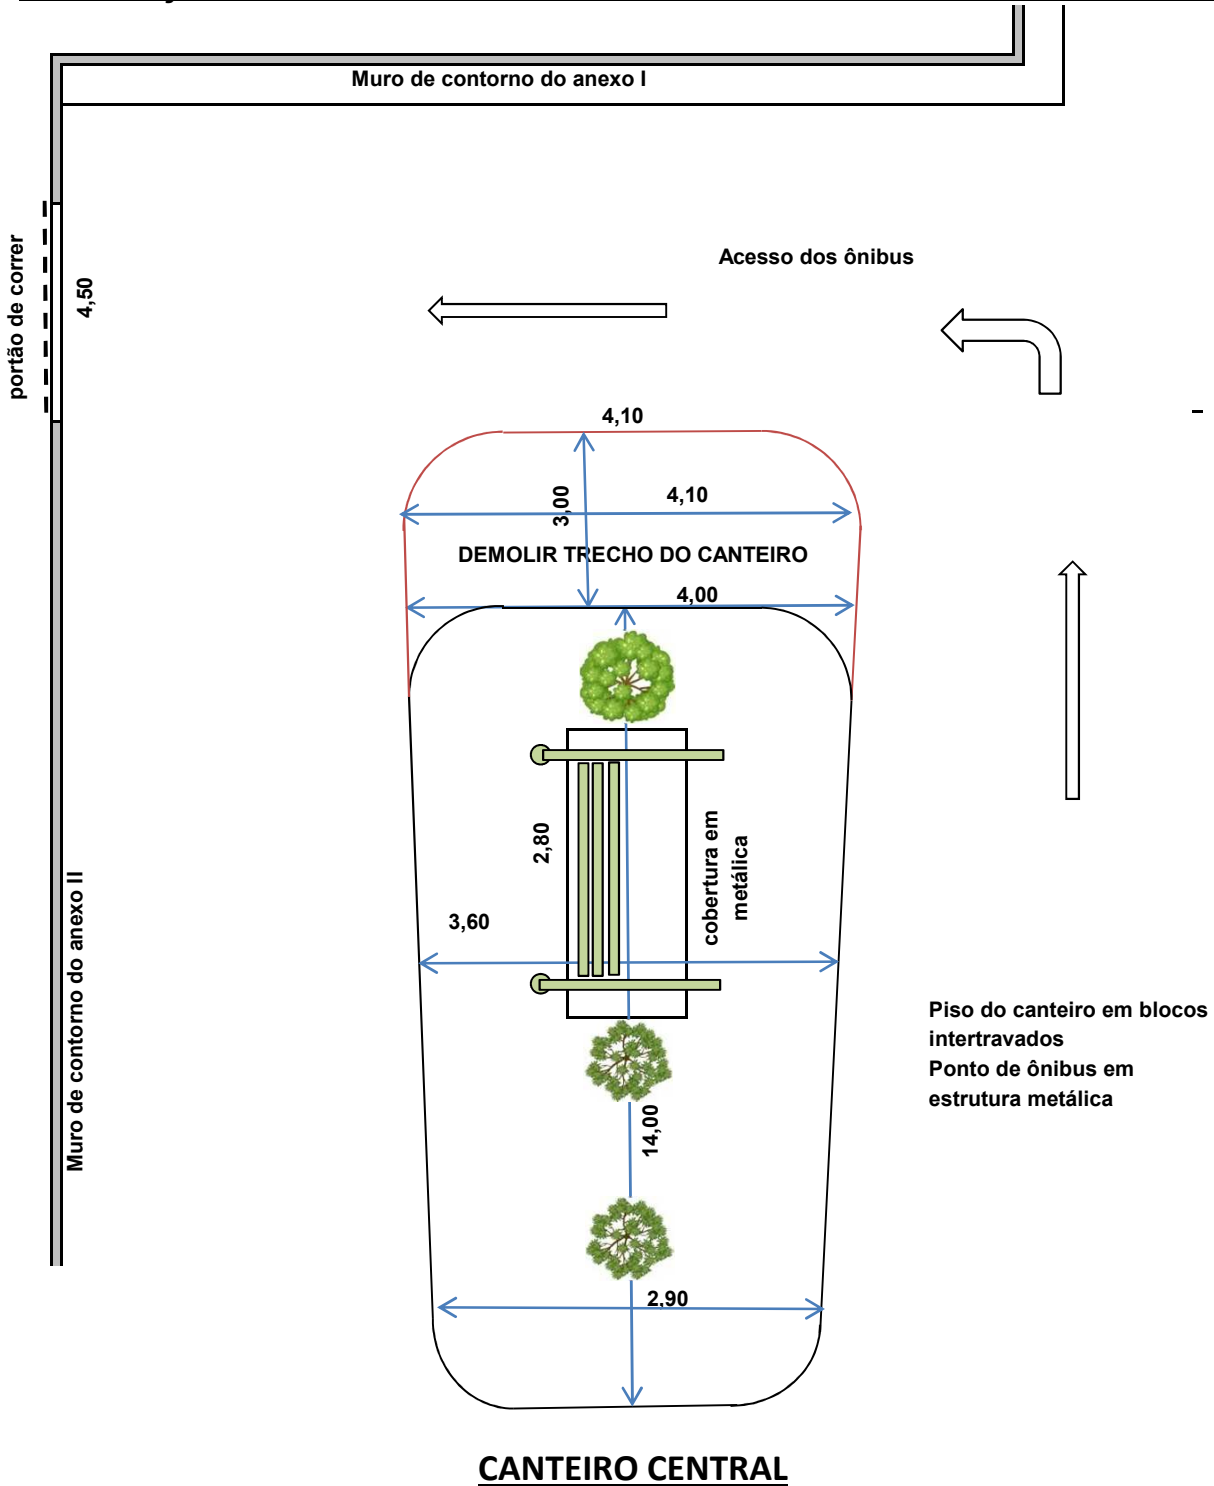 Muro de contorno do anexo I
portão de correr
4,50
Acesso dos ônibus
4,10
3,00
4,10
DEMOLIR TRECHO DO CANTEIRO
4,00
2,80
cobertura em
metálica
3,60
Muro de contorno do anexo II
Piso do canteiro em blocos
intertravados
Ponto de ônibus em
estrutura metálica
14,00
2,90
CANTEIRO CENTRAL